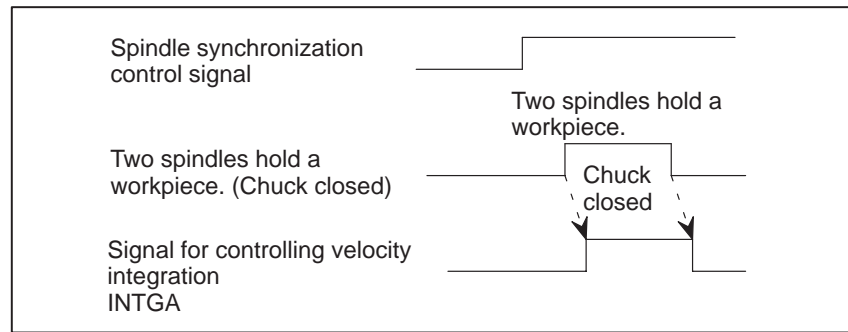 Spindle synchronization
control signal
Two spindles hold a
workpiece.
Two spindles hold a
workpiece. (Chuck closed)
Chuck
closed
Signal for controlling velocity
integration
INTGA